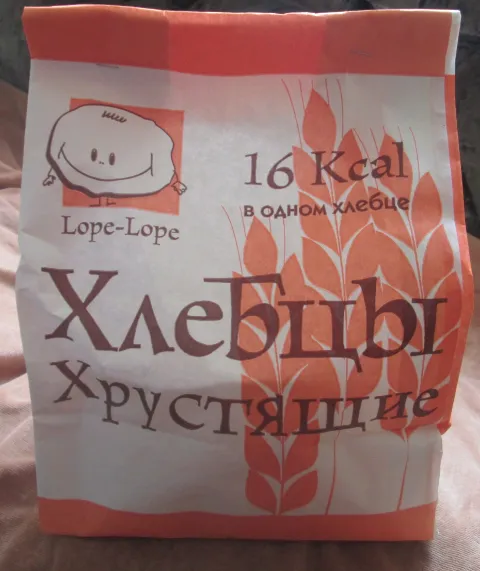 16 Kcal
в одном хлебце
Lope-Lope
Хлебцы
Хрустящие